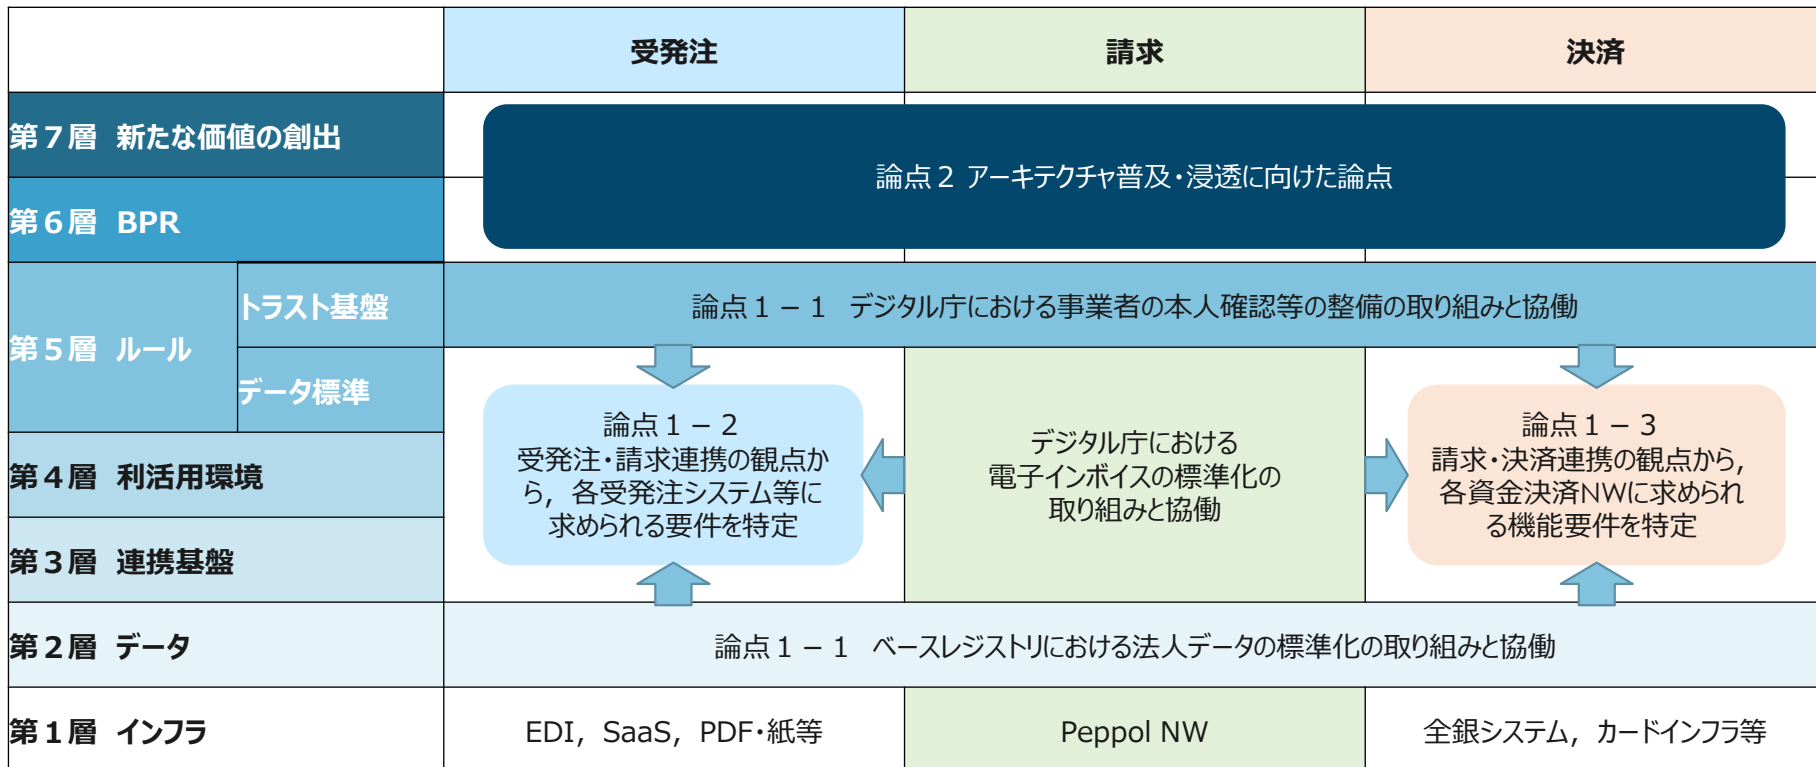 受発注
請求
決済
第７層 新たな価値の創出
論点２ アーキテクチャ普及・浸透に向けた論点
第６層 BPR
第５層 ルール
トラスト基盤
論点１－１ デジタル庁における事業者の本人確認等の整備の取り組みと協働
データ標準
論点１－２
受発注・請求連携の観点か
ら，各受発注システム等に
求められる要件を特定
デジタル庁における
電子インボイスの標準化の
取り組みと協働
論点１－３
請求・決済連携の観点から，
各資金決済NWに求められ
る機能要件を特定
第４層 利活用環境
第３層 連携基盤
第２層 データ
論点１－１ ベースレジストリにおける法人データの標準化の取り組みと協働
第１層 インフラ
EDI，SaaS，PDF・紙等
Peppol NW
全銀システム，カードインフラ等